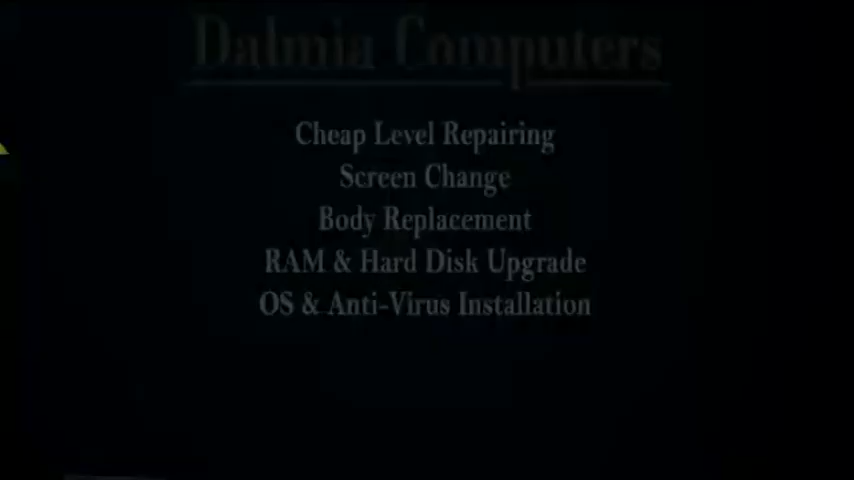 Dalmia Computers
Cheap Level Repairing
Screen Change
Body Replacement
RAM & Hard Disk Upgrade
OS & Anti-Virus Installation